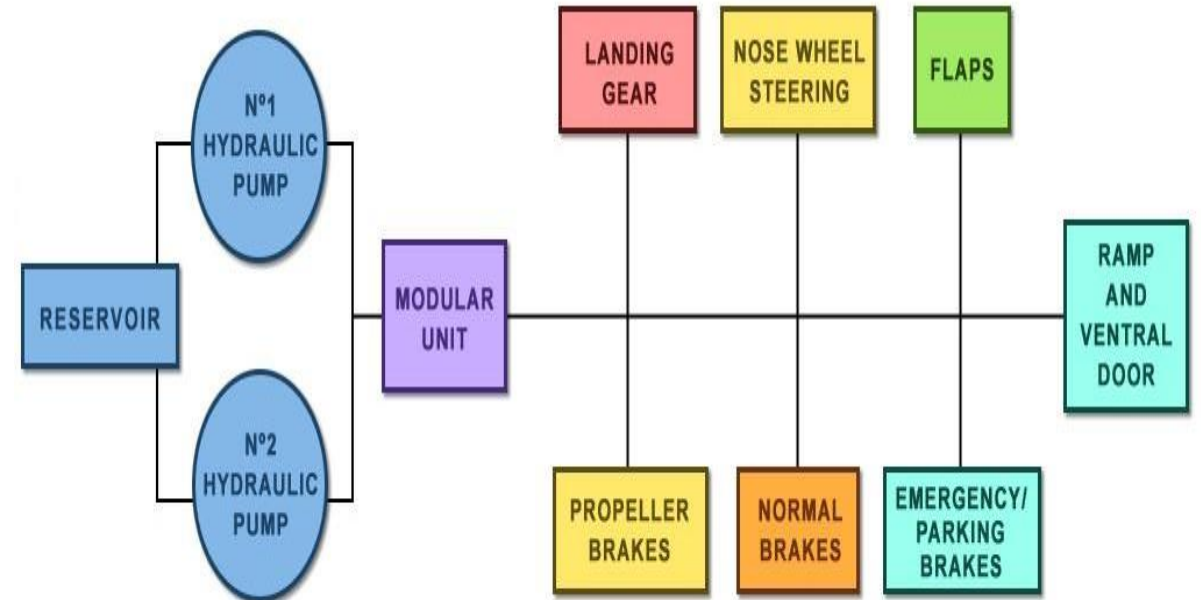 Nº1
HYDRAULIC
PUMP
RESERVOIR
Nº2
HYDRAULIC
PUMP
MODULAR
UNIT
LANDING
GEAR
NOSE WHEEL
STEERING
FLAPS
RAMP
AND
VENTRAL
DOOR
PROPELLER
BRAKES
NORMAL
BRAKES
EMERGENCY/
PARKING
BRAKES